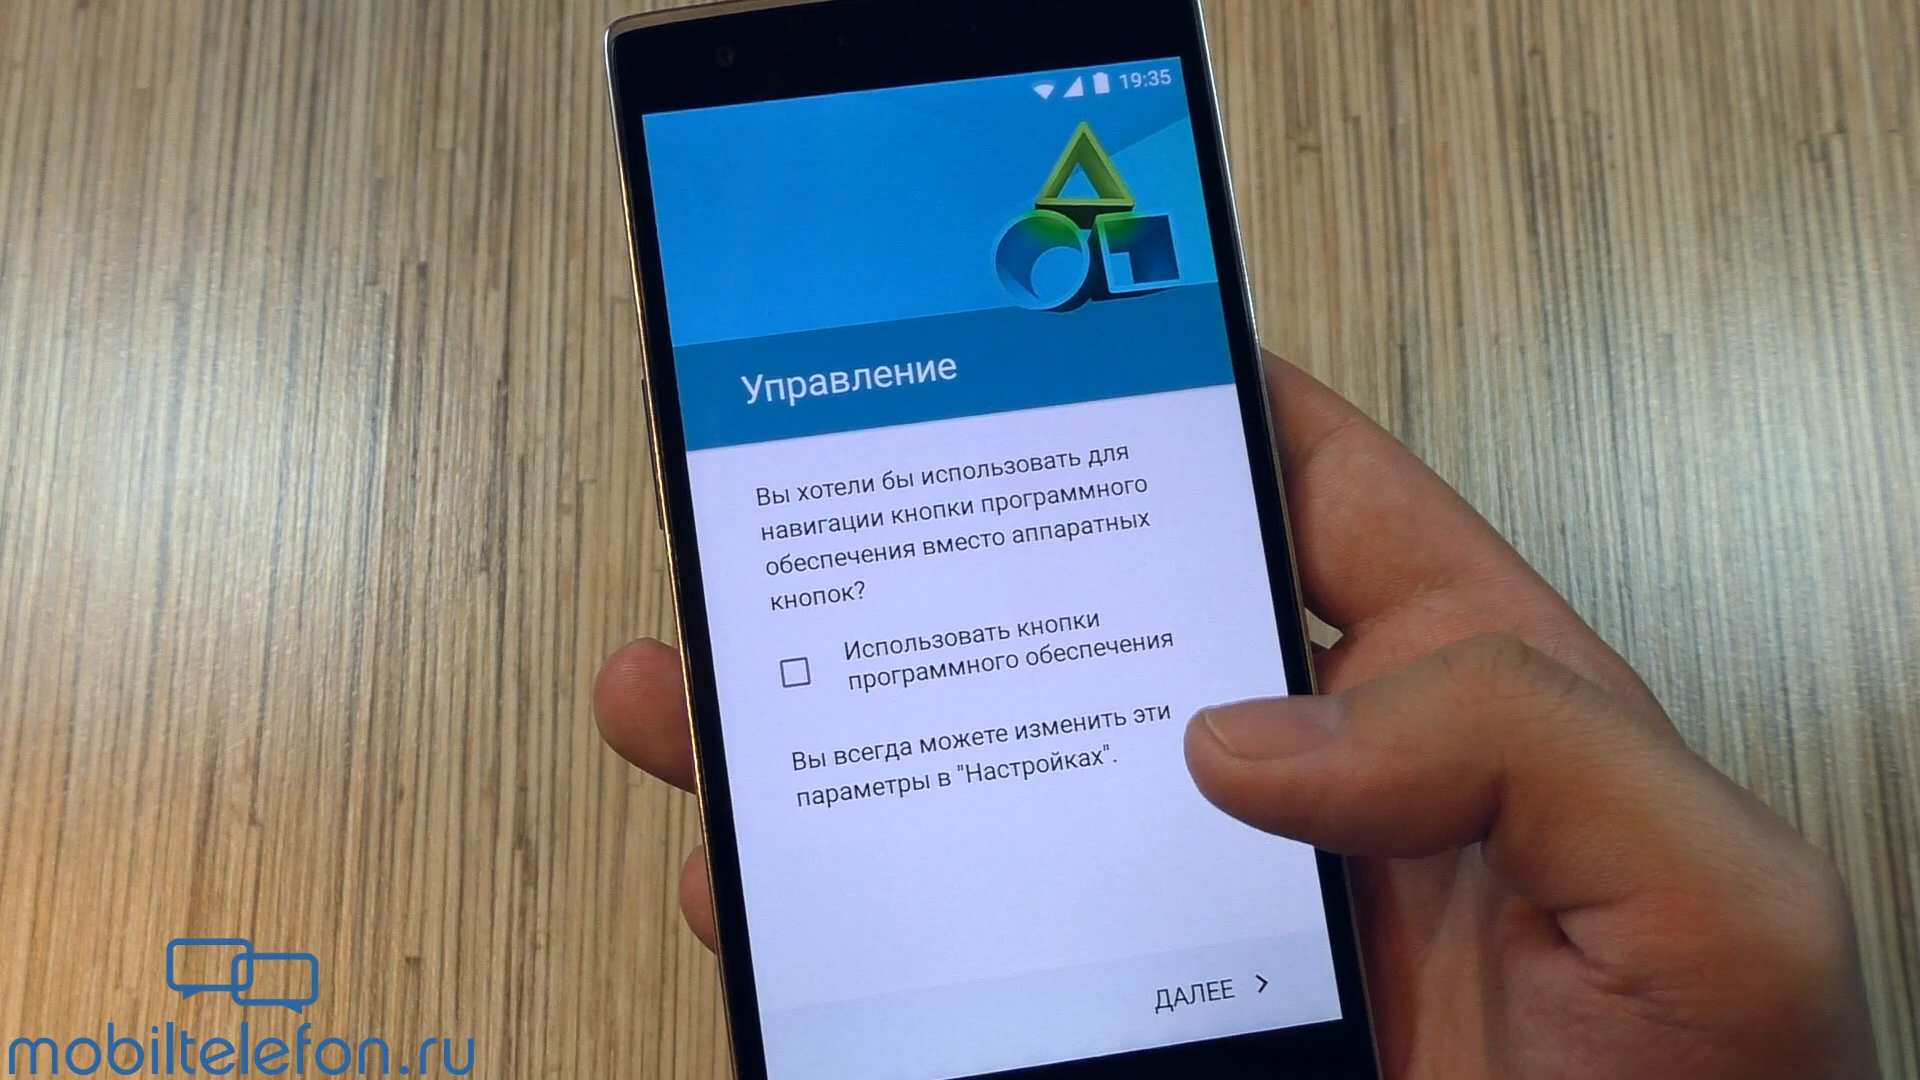 19:35
Управление
Вы хотели бы использовать для
навигации кнопки программного
обеспечения вместо аппаратных
кнопок?
Использовать кнопки
программного обеспечения
Вы всегда можете изменить эти
параметры в "Настройках".
ДАЛЕЕ
mobiltelefon.ru